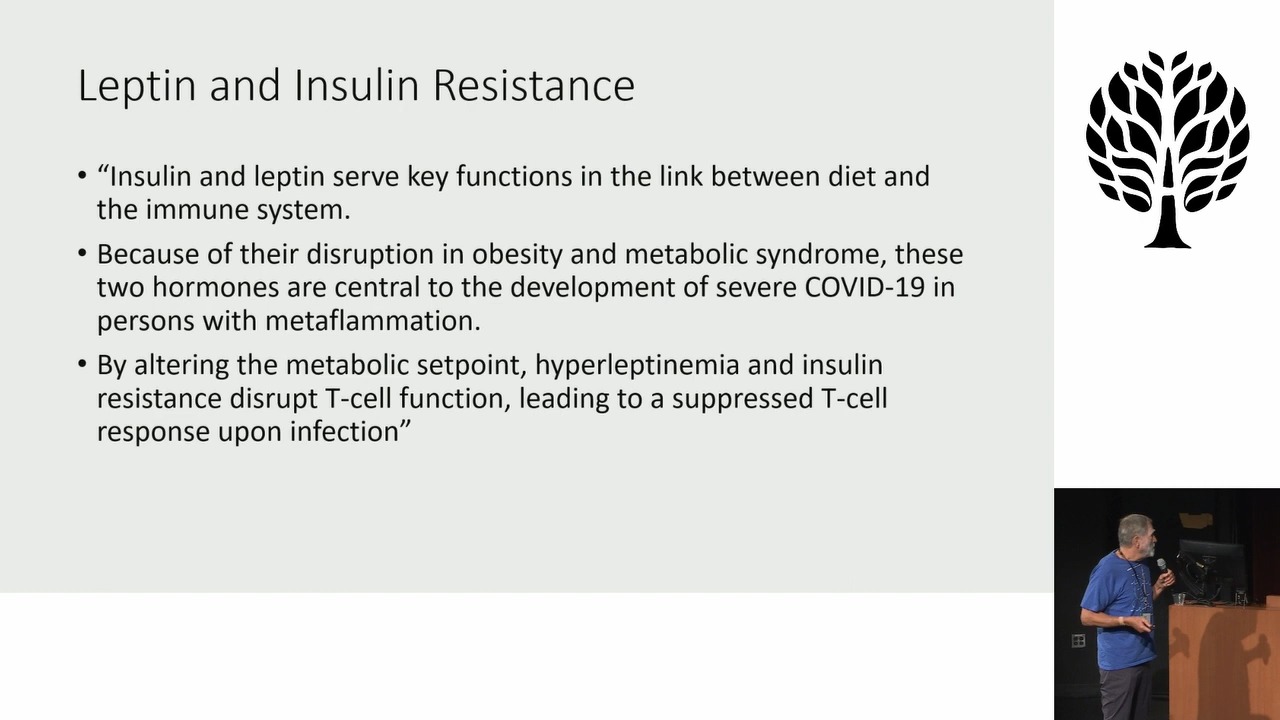 Leptin and Insulin Resistance
• “Insulin and leptin serve key functions in the link between diet and
the immune system.
• Because of their disruption in obesity and metabolic syndrome, these
two hormones are central to the development of severe COVID-19 in
persons with metaflammation.
• By altering the metabolic setpoint, hyperleptinemia and insulin
resistance disrupt T-cell function, leading to a suppressed T-cell
response upon infection”